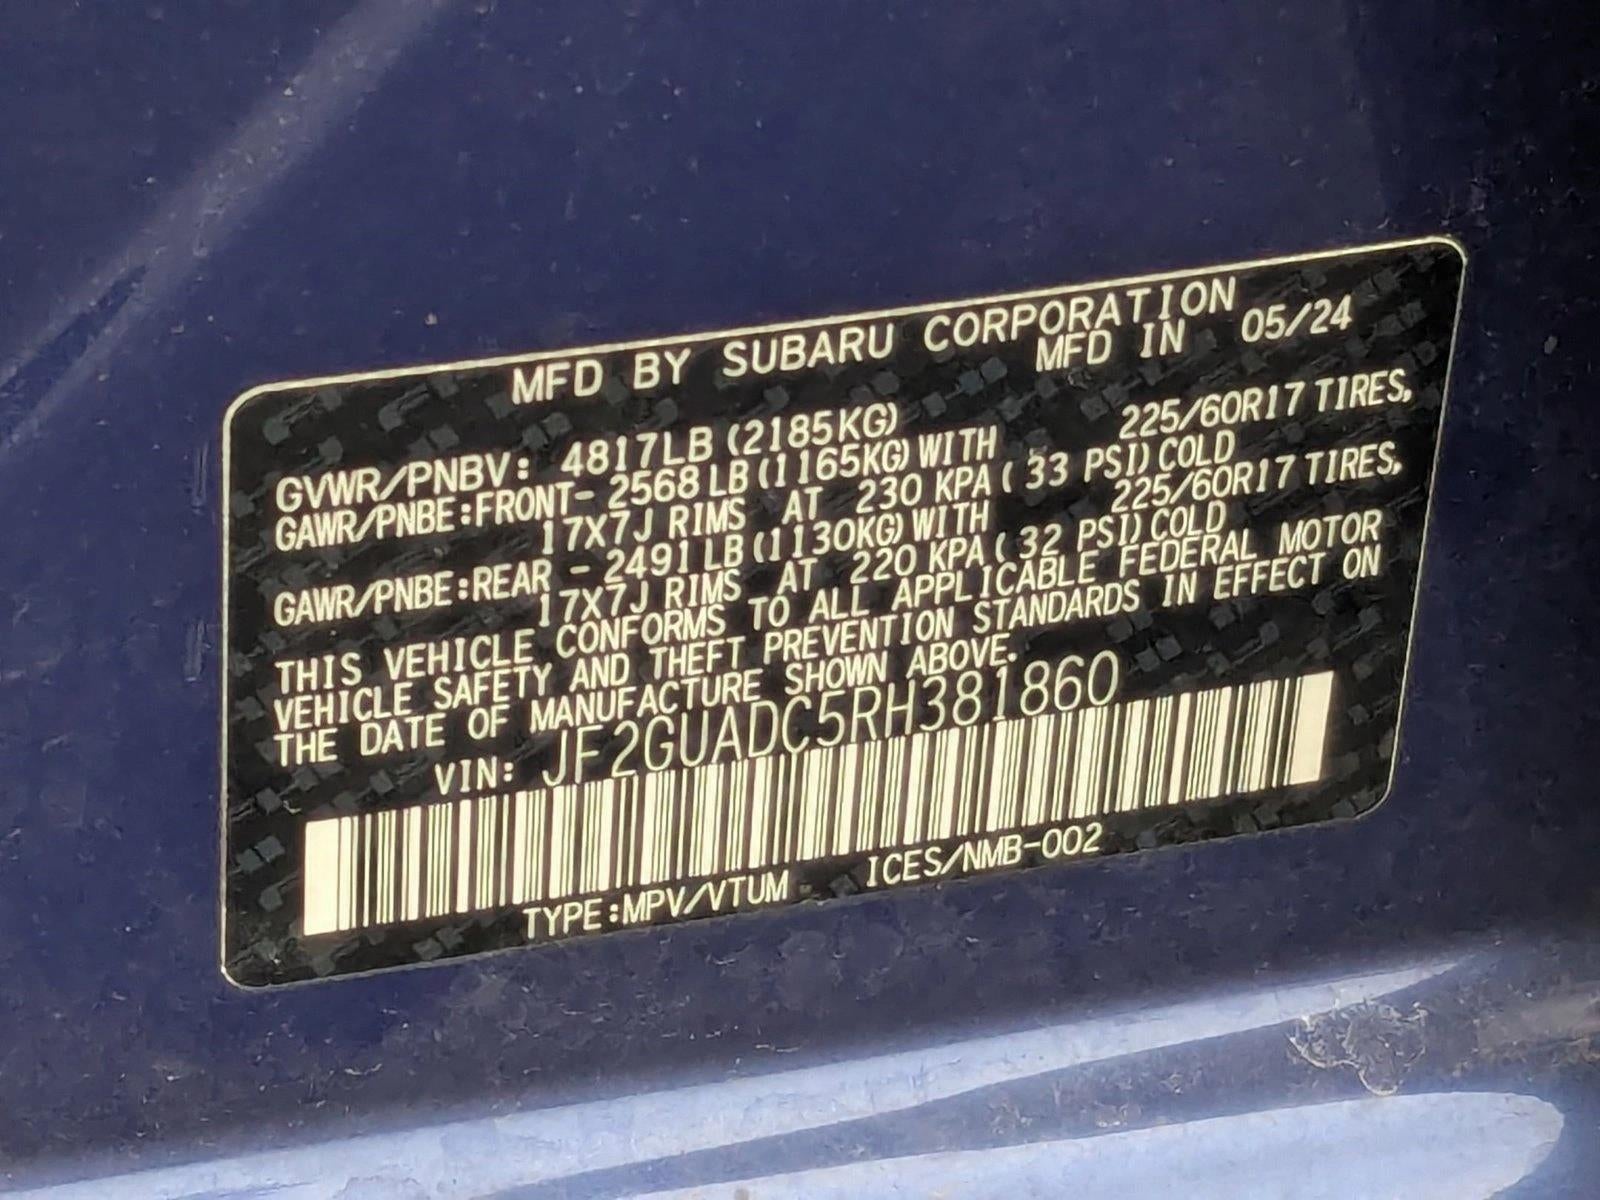 MFD BY SUBARU CORPORATION
MFD IN 05/24
GVWR/PNBV: 4817LB (2185KG)
GAWR/PNBE:FRONT- 2568 LB (1165KG) WITH 225/60R17 TIRES,
17X7J RIMS AT 230 KPA ( 33 PSI) COLD
GAWR/PNBE:REAR - 2491 LB (1130KG) WITH 225/60R17 TIRES,
17X7J RIMS AT 220 KPA ( 32 PSI) COLD
THIS VEHICLE CONFORMS TO ALL APPLICABLE FEDERAL MOTOR
VEHICLE SAFETY AND THEFT PREVENTION STANDARDS IN EFFECT ON
THE DATE OF MANUFACTURE SHOWN ABOVE.
VIN: JF2GUADC5RH381860
TYPE:MPV/VTUM ICES/NMB-002